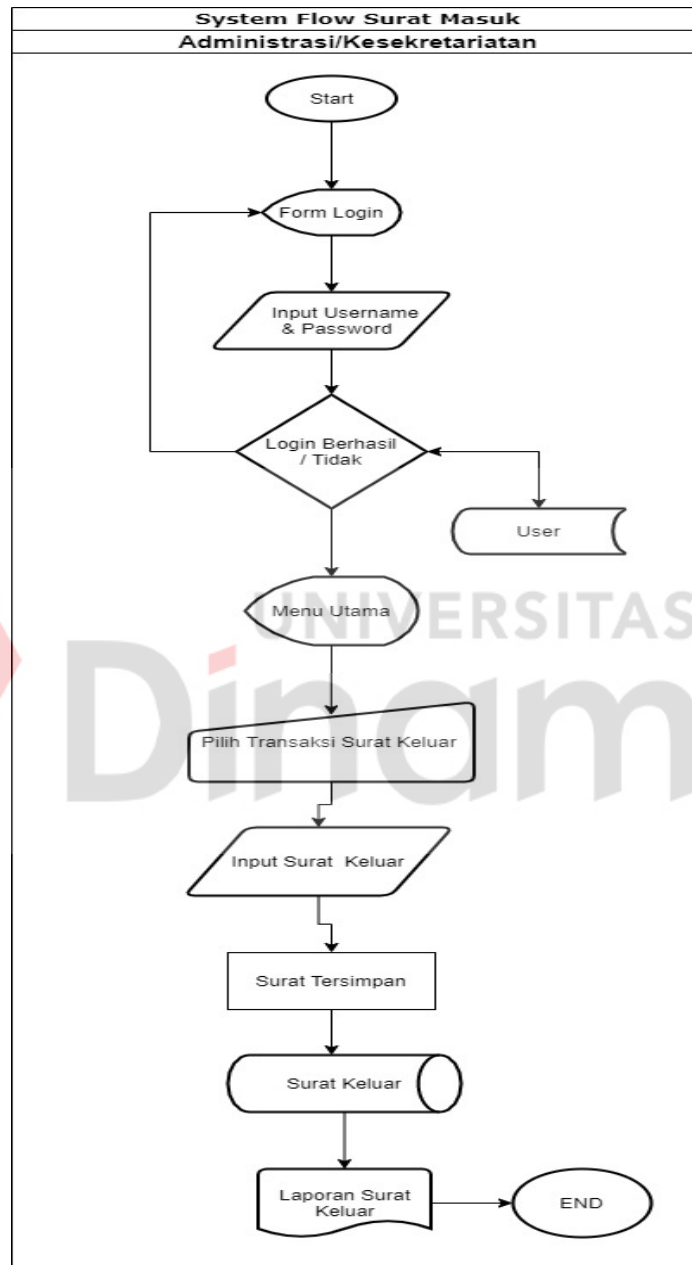 System Flow Surat Masuk
Administrasi/Kesekretariatan
Start
Form Login
Input Username
& Password
Login Berhasil
/ Tidak
User
Menu Utama
UNIVERSITAS
Dinam
Pilih Transaksi Surat Keluar
Input Surat Keluar
Surat Tersimpan
Surat Keluar
Laporan Surat
Keluar
END